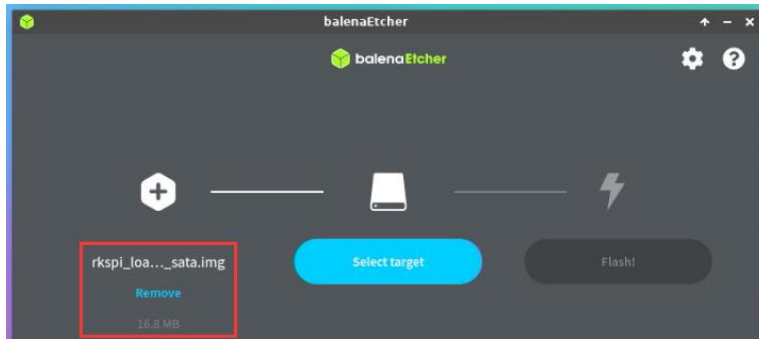 balenaEtcher
balenaEtcher
rkspi_loa..._sata.img
Select target
Flash!
Remove
16.8 MB